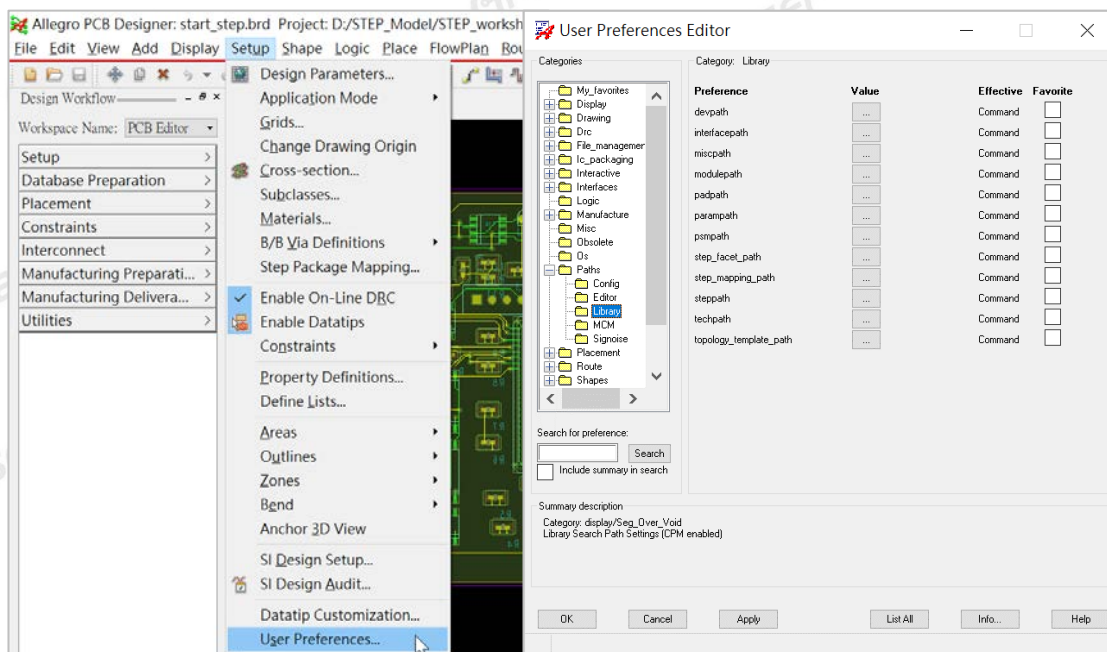 Allegro PCB Designer: start_step.brd Project: D:/STEP_Model/STEP_worksh
File Edit View Add Display Setup Shape Logic Place FlowPlan Rou
Design Workflow
Workspace Name: PCB Editor
Setup
Database Preparation
Placement
Constraints
Interconnect
Manufacturing Preparati...
Manufacturing Delivera...
Utilities
Design Parameters...
Application Mode
Grids...
Change Drawing Origin
Cross-section...
Subclasses...
Materials...
B/B Via Definitions
Step Package Mapping...
Enable On-Line DRC
Enable Datatips
Constraints
Property Definitions...
Define Lists...
Areas
Outlines
Zones
Bend
Anchor 3D View
SI Design Setup...
SI Design Audit...
Datatip Customization...
User Preferences...
User Preferences Editor
Categories
My_favorites
Display
Drawing
Drc
File_managemer
Ic_packaging
Interactive
Interfaces
Logic
Manufacture
Misc
Obsolete
Os
Paths
Config
Editor
Library
MCM
Signoise
Placement
Route
Shapes
Search for preference:
Search
Include summary in search
Category: Library
Preference Value Effective Favorite
devpath ... Command
interfacepath ... Command
miscpath ... Command
modulepath ... Command
padpath ... Command
parampath ... Command
psmpath ... Command
step_facet_path ... Command
step_mapping_path ... Command
steppath ... Command
techpath ... Command
topology_template_path ... Command
Summary description
Category: display/Seg_Over_Void
Library Search Path Settings (CPM enabled)
OK Cancel Apply List All Info... Help